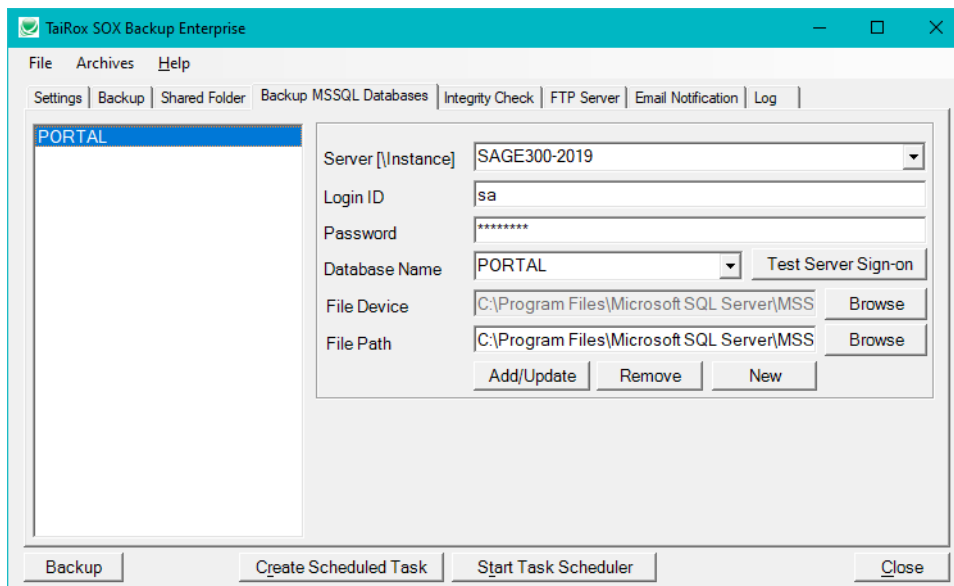 TaiRox SOX Backup Enterprise
File Archives Help
Settings Backup Shared Folder Backup MSSQL Databases Integrity Check FTP Server Email Notification Log
PORTAL
Server [\Instance] SAGE300-2019
Login ID sa
Password ********
Database Name PORTAL Test Server Sign-on
File Device C:\Program Files\Microsoft SQL Server\MSS Browse
File Path C:\Program Files\Microsoft SQL Server\MSS Browse
Add/Update Remove New
Backup Create Scheduled Task Start Task Scheduler Close